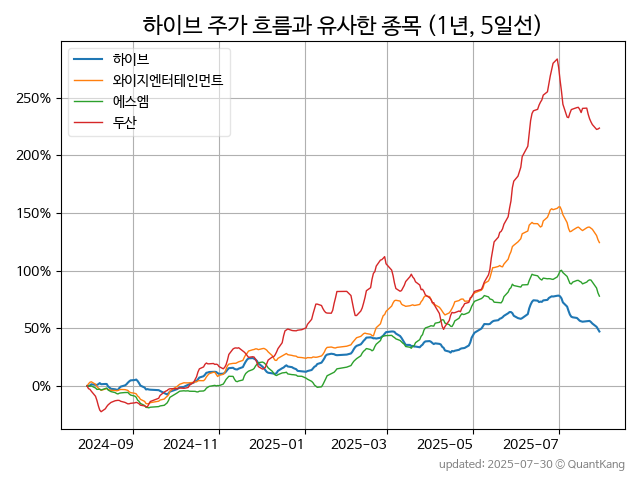 하이브 주가 흐름과 유사한 종목 (1년, 5일선)
하이브
와이지엔터테인먼트
에스엠
두산
250%
200%
150%
100%
50%
0%
2024-09 2024-11 2025-01 2025-03 2025-05 2025-07
updated: 2025-07-30 © QuantKang